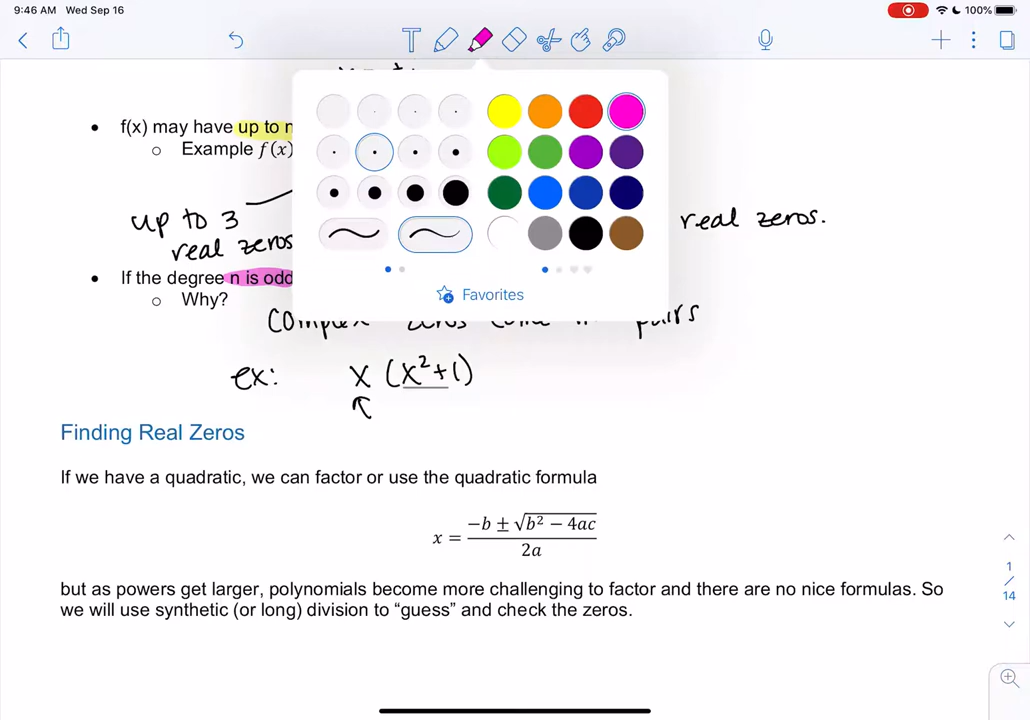 9:46 AM Wed Sep 16
100%
• f(x) may have up to n
○ Example f(x)
up to 3
real zeros
real zeros.
• If the degree n is odd
○ Why?
Complex zeros come in pairs
ex: x (x²+1)
Favorites
Finding Real Zeros
If we have a quadratic, we can factor or use the quadratic formula
x = (−b ± √(b² − 4ac)) / 2a
but as powers get larger, polynomials become more challenging to factor and there are no nice formulas. So
we will use synthetic (or long) division to “guess” and check the zeros.
1
/
14